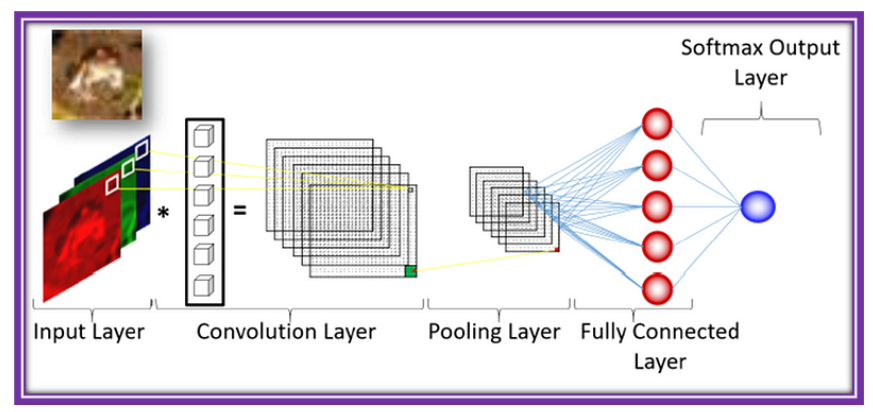 Softmax Output
Layer
* =
Input Layer
Convolution Layer
Pooling Layer
Fully Connected
Layer